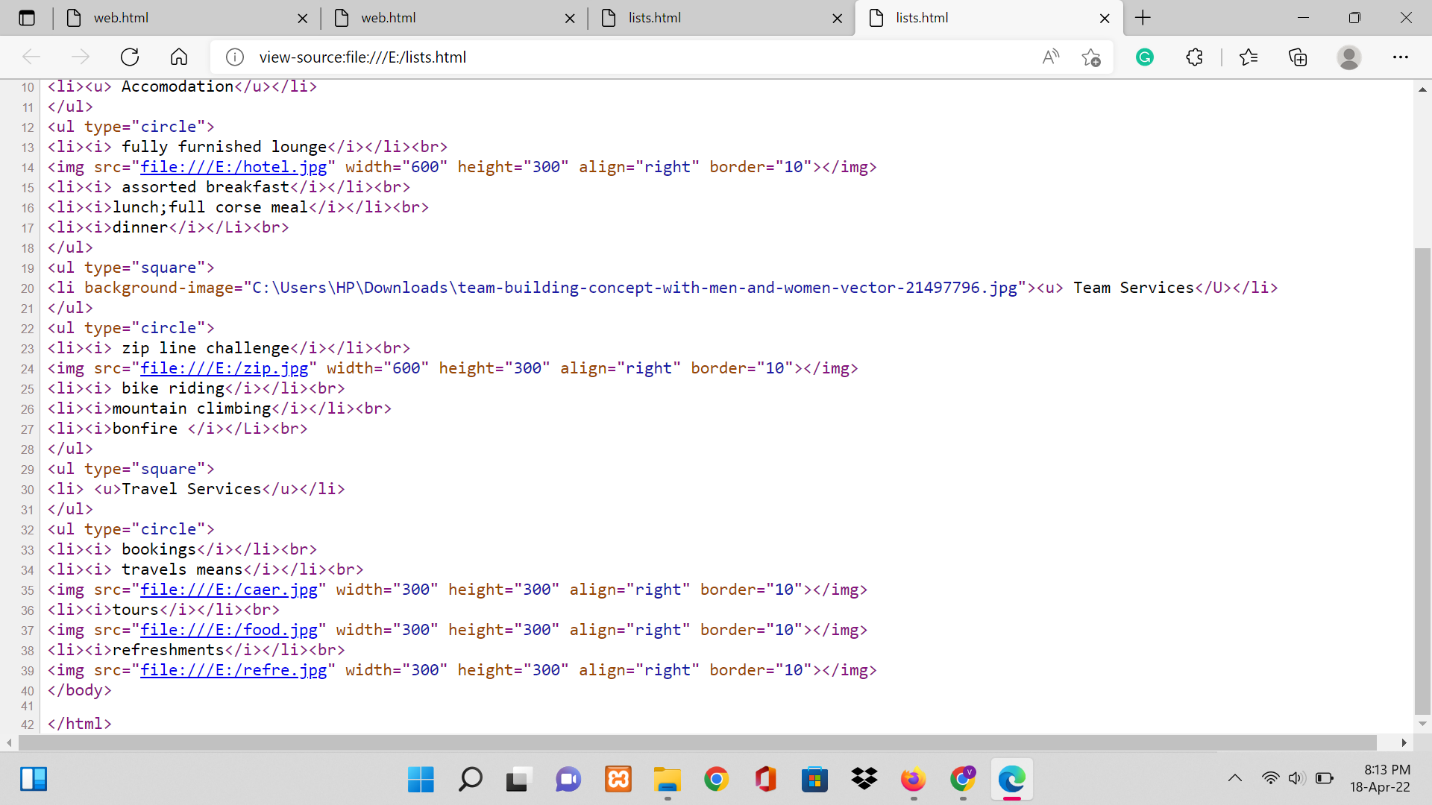 web.html
web.html
lists.html
lists.html
view-source:file:///E:/lists.html
10 <li><u> Accomodation</u></li>
11 </ul>
12 <ul type="circle">
13 <li><i> fully furnished lounge</i></li><br>
14 <img src="file:///E:/hotel.jpg" width="600" height="300" align="right" border="10"></img>
15 <li><i> assorted breakfast</i></li><br>
16 <li><i>lunch;full corse meal</i></li><br>
17 <li><i>dinner</i></Li><br>
18 </ul>
19 <ul type="square">
20 <li background-image="C:\Users\HP\Downloads\team-building-concept-with-men-and-women-vector-21497796.jpg"><u> Team Services</U></li>
21 </ul>
22 <ul type="circle">
23 <li><i> zip line challenge</i></li><br>
24 <img src="file:///E:/zip.jpg" width="600" height="300" align="right" border="10"></img>
25 <li><i> bike riding</i></li><br>
26 <li><i>mountain climbing</i></li><br>
27 <li><i>bonfire </i></Li><br>
28 </ul>
29 <ul type="square">
30 <li> <u>Travel Services</u></li>
31 </ul>
32 <ul type="circle">
33 <li><i> bookings</i></li><br>
34 <li><i> travels means</i></li><br>
35 <img src="file:///E:/caer.jpg" width="300" height="300" align="right" border="10"></img>
36 <li><i>tours</i></li><br>
37 <img src="file:///E:/food.jpg" width="300" height="300" align="right" border="10"></img>
38 <li><i>refreshments</i></li><br>
39 <img src="file:///E:/refre.jpg" width="300" height="300" align="right" border="10"></img>
40 </body>
41
42 </html>
8:13 PM
18-Apr-22